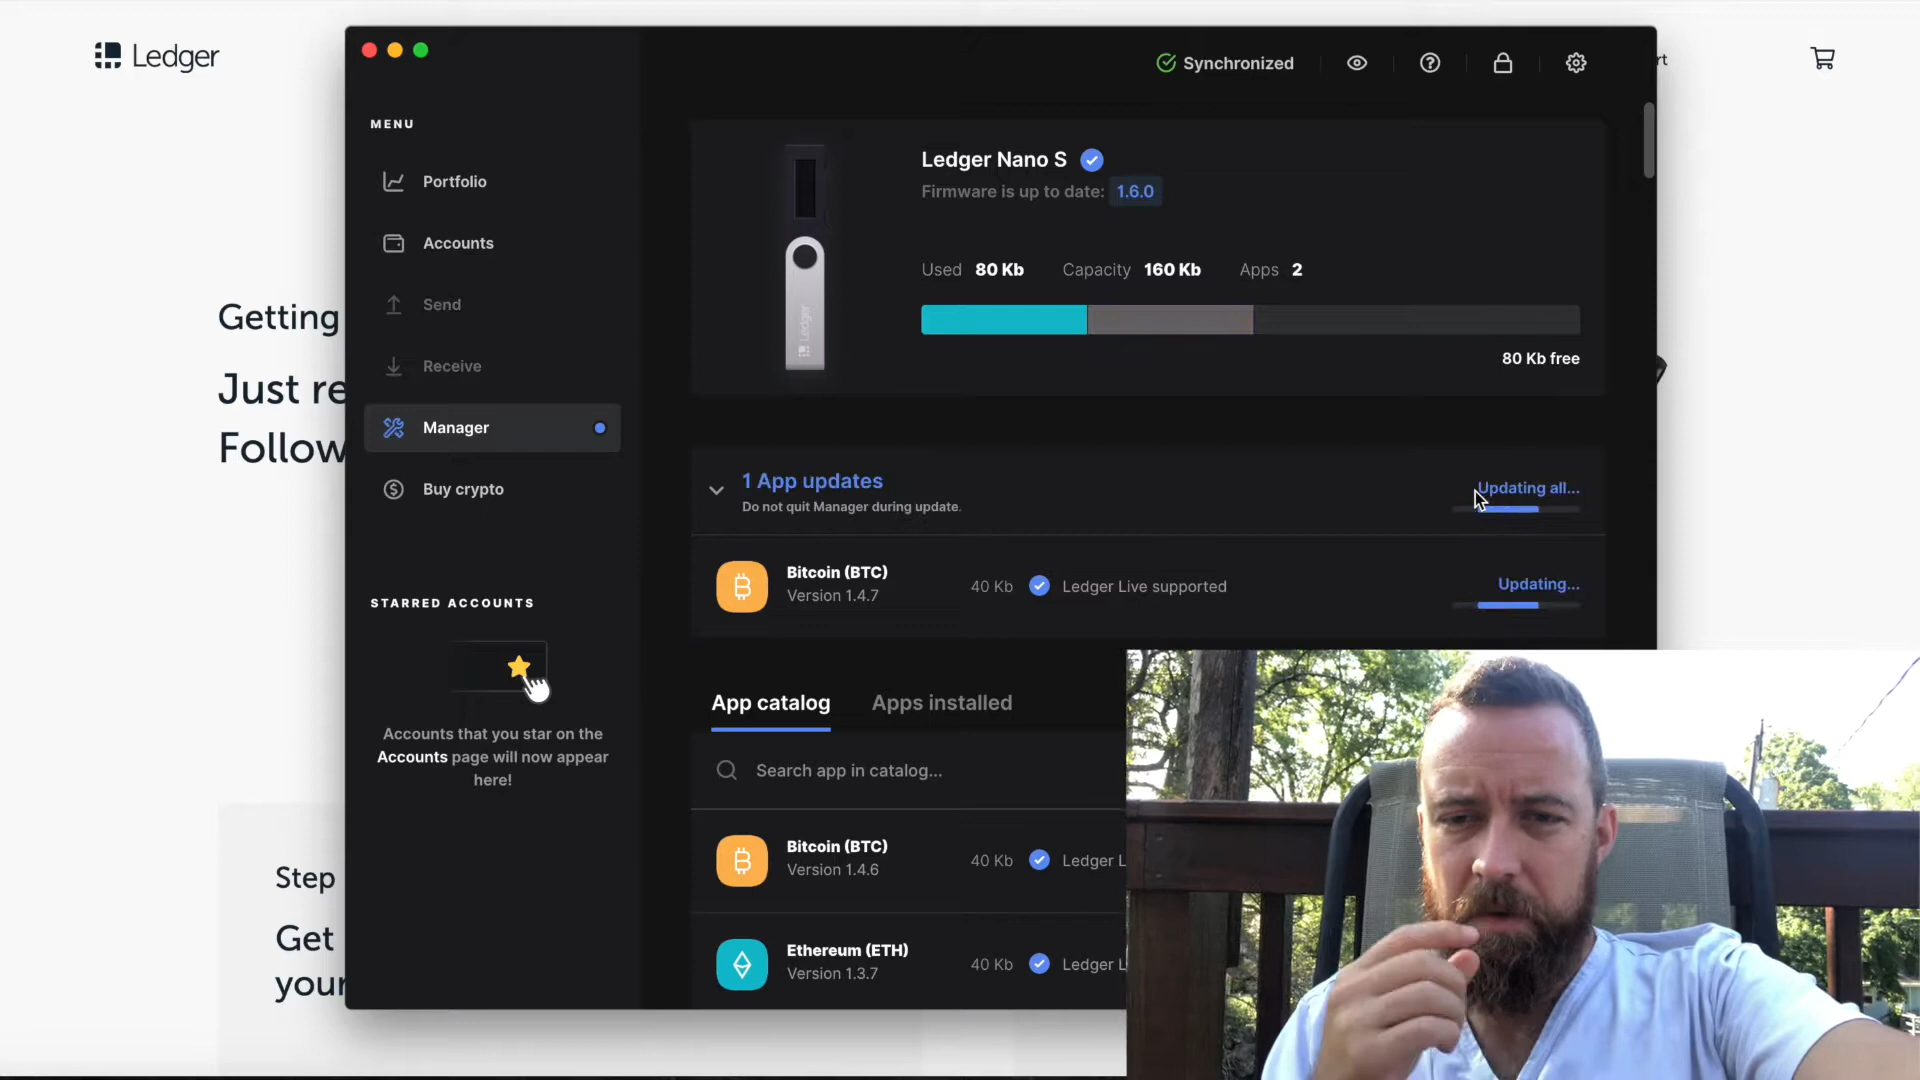 Ledger
Synchronized
rt
MENU
Portfolio
Accounts
Send
Receive
Manager
Buy crypto
STARRED ACCOUNTS
Accounts that you star on the
Accounts page will now appear
here!
Ledger Nano S
Firmware is up to date: 1.6.0
Used 80 Kb Capacity 160 Kb Apps 2
80 Kb free
Ledger
1 App updates
Do not quit Manager during update.
Updating all...
Bitcoin (BTC)
Version 1.4.7
40 Kb
Ledger Live supported
Updating...
App catalog
Apps installed
Search app in catalog...
Bitcoin (BTC)
Version 1.4.6
40 Kb
Ledger L
Ethereum (ETH)
Version 1.3.7
40 Kb
Ledger L
Getting
Just re
Follow
Step
Get
your